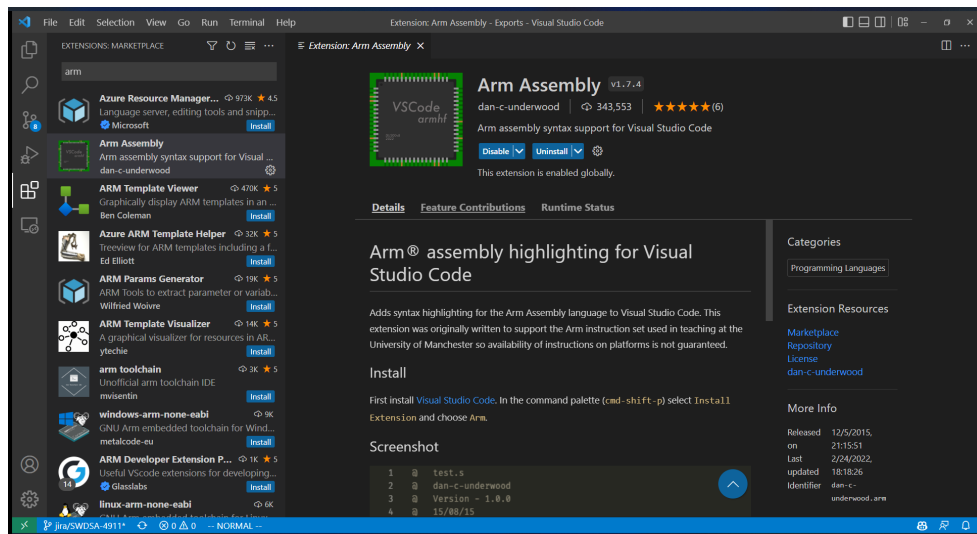 File Edit Selection View Go Run Terminal Help
Extension: Arm Assembly - Exports - Visual Studio Code
EXTENSIONS: MARKETPLACE
arm
Azure Resource Manager... 973K ★ 4.5
Language server, editing tools and snipp...
Microsoft Install
Arm Assembly
Arm assembly syntax support for Visual ...
dan-c-underwood
ARM Template Viewer 470K ★ 5
Graphically display ARM templates in an ...
Ben Coleman Install
Azure ARM Template Helper 32K ★ 5
Treeview for ARM templates including a f...
Ed Elliott Install
ARM Params Generator 19K ★ 5
ARM Tools to extract parameter or variab...
Wilfried Woivre Install
ARM Template Visualizer 14K ★ 5
A graphical visualizer for resources in AR...
ytechie Install
arm toolchain 3K ★ 5
Unofficial arm toolchain IDE
mvisentin Install
windows-arm-none-eabi 9K
GNU Arm embedded toolchain for Wind...
metalcode-eu Install
ARM Developer Extension P... 1K ★ 5
Useful VScode extensions for developing...
Glasslabs Install
linux-arm-none-eabi 6K
14
8
Extension: Arm Assembly
VSCode
armhf
Arm Assembly v1.7.4
dan-c-underwood 343,553 ★★★★★(6)
Arm assembly syntax support for Visual Studio Code
Disable Uninstall
This extension is enabled globally.
Details Feature Contributions Runtime Status
Arm® assembly highlighting for Visual
Studio Code
Adds syntax highlighting for the Arm Assembly language to Visual Studio Code. This
extension was originally written to support the Arm instruction set used in teaching at the
University of Manchester so availability of instructions on platforms is not guaranteed.
Install
First install Visual Studio Code. In the command palette (cmd-shift-p) select Install
Extension and choose Arm.
Screenshot
1 @ test.s
2 @ dan-c-underwood
3 @ Version - 1.0.0
4 @ 15/08/15
Categories
Programming Languages
Extension Resources
Marketplace
Repository
License
dan-c-underwood
More Info
Released 12/5/2015,
on 21:15:51
Last 2/24/2022,
updated 18:18:26
Identifier dan-c-
underwood.arm
jira/SWDSA-4911* 0 0 -- NORMAL --